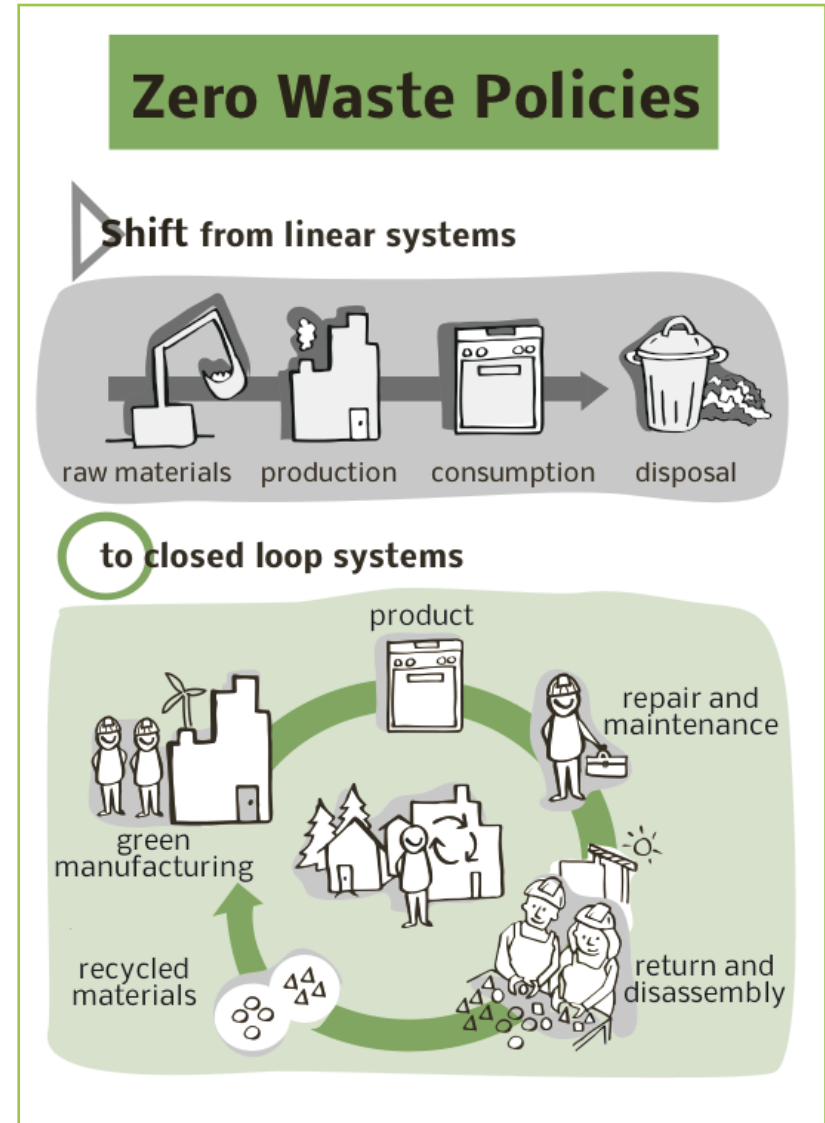 Zero Waste Policies
Shift from linear systems
raw materials production consumption disposal
to closed loop systems
product
repair and
maintenance
green
manufacturing
return and
disassembly
recycled
materials